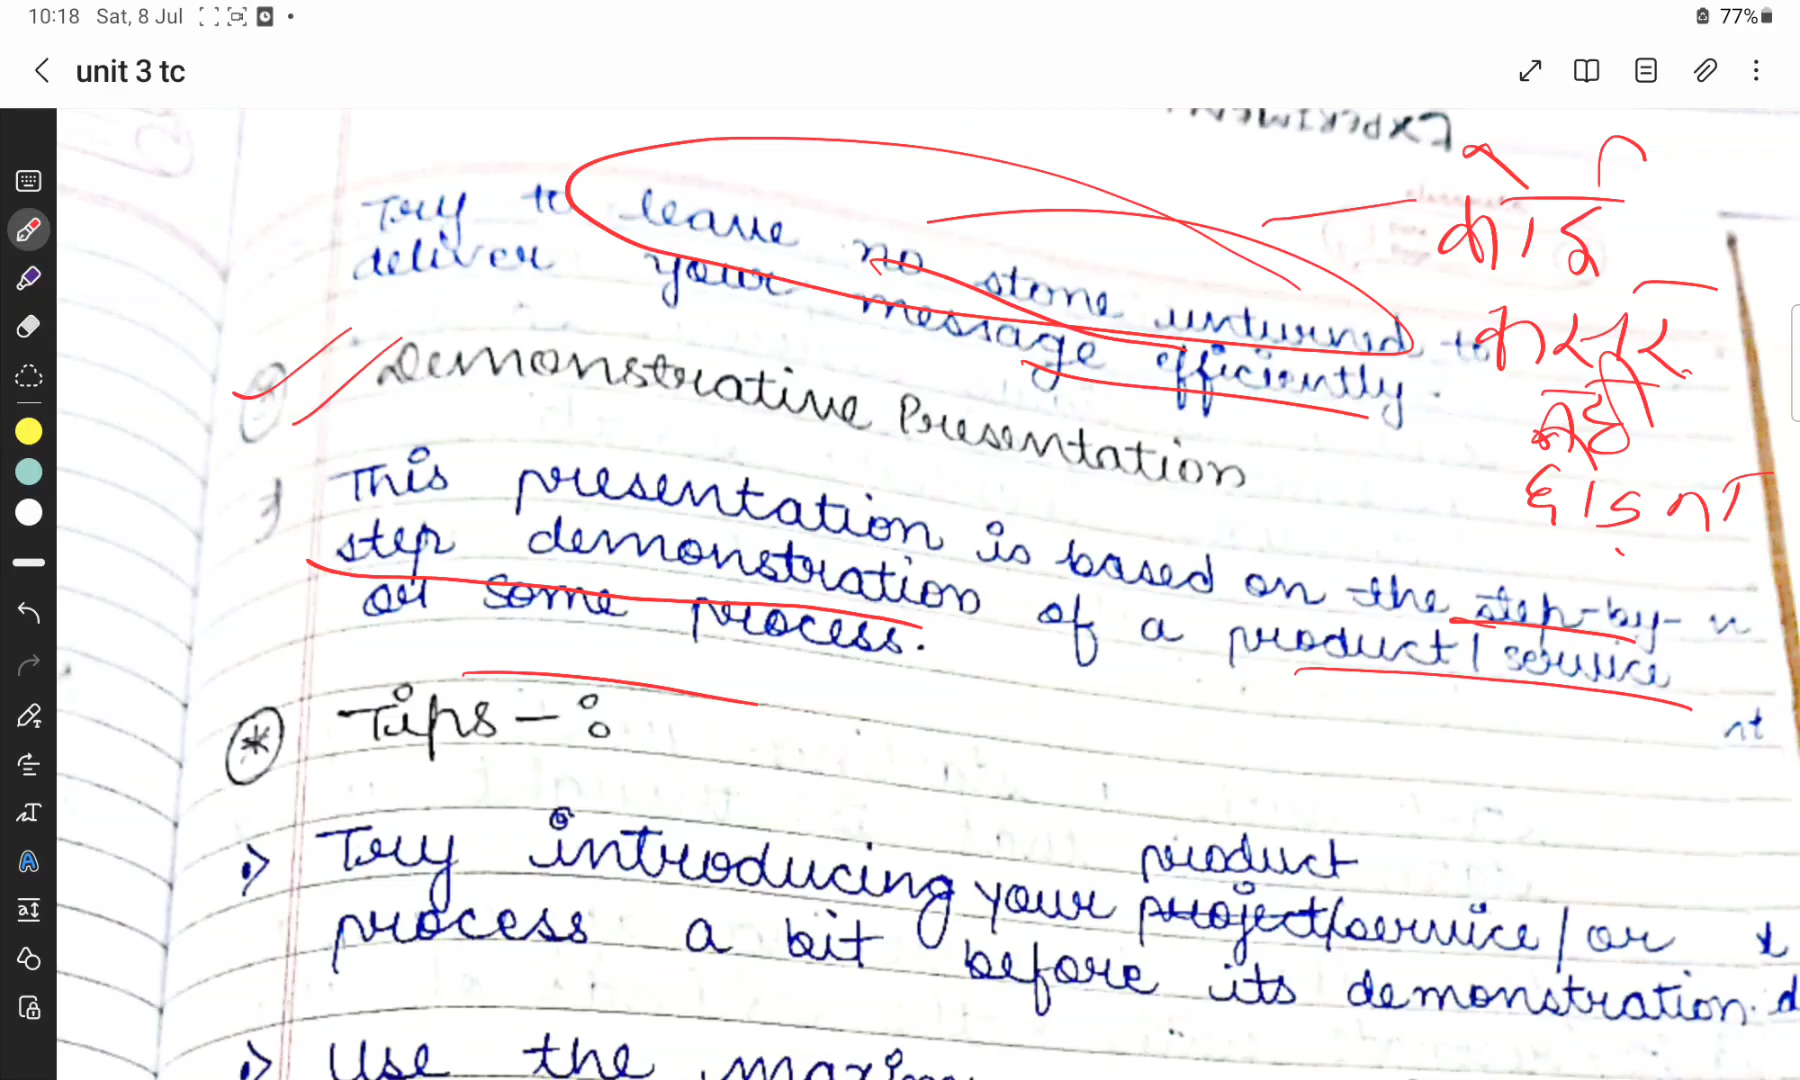 10:18 Sat, 8 Jul
77%
unit 3 tc
EXPERIMENT
Try to leave no stone unturned to
deliver your message efficiently.
Demonstrative Presentation
This presentation is based on the step-by-
step demonstration of a product/service
or some process.
* Tips -:
Try introducing your product
project/service/or
process a bit before its demonstration.
Use the